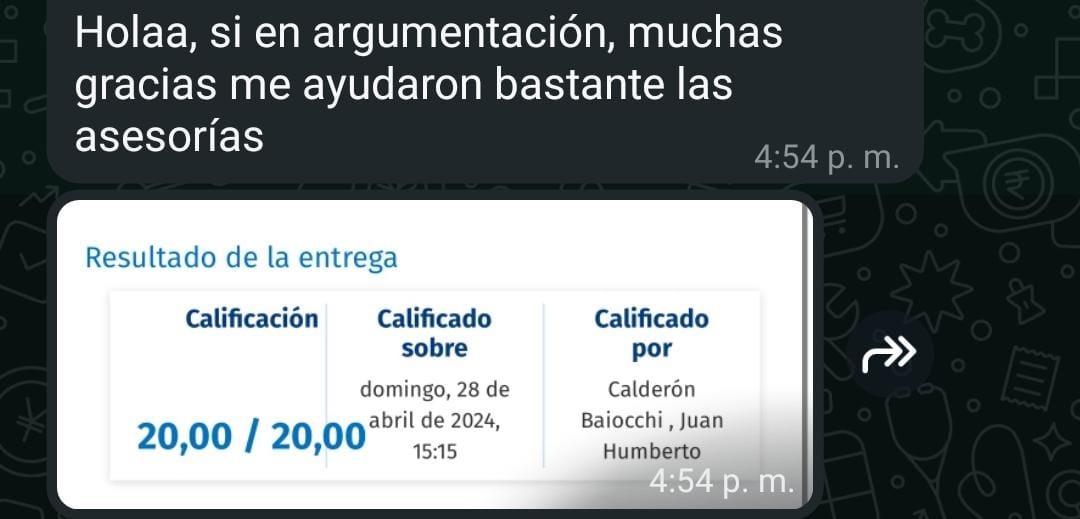 Holaa, si en argumentación, muchas
gracias me ayudaron bastante las
asesorías
4:54 p. m.
Resultado de la entrega
Calificación
20,00 / 20,00
Calificado
sobre
domingo, 28 de
abril de 2024,
15:15
Calificado
por
Calderón
Baiocchi , Juan
Humberto
4:54 p. m.